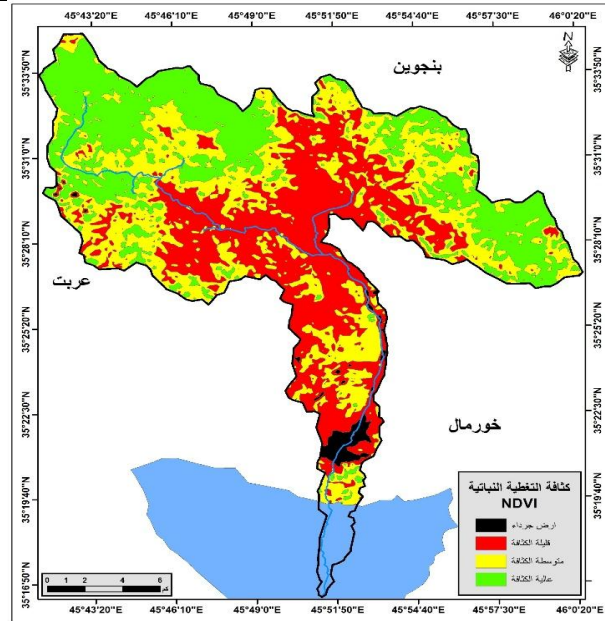 45°43'20"E 45°46'10"E 45°49'0"E 45°51'50"E 45°54'40"E 45°57'30"E 46°0'20"E
N
35°33'50"N
35°33'50"N
بنجوين
35°31'0"N
35°31'0"N
35°28'10"N
35°28'10"N
عربت
35°25'20"N
35°25'20"N
35°22'30"N
35°22'30"N
خورمال
35°19'40"N
35°19'40"N
كثافة التغطية النباتية
NDVI
ارض جرداء
قليلة الكثافة
متوسطة الكثافة
عالية الكثافة
35°16'50"N
0 1 2 4 6
كم
45°43'20"E 45°46'10"E 45°49'0"E 45°51'50"E 45°54'40"E 45°57'30"E 46°0'20"E